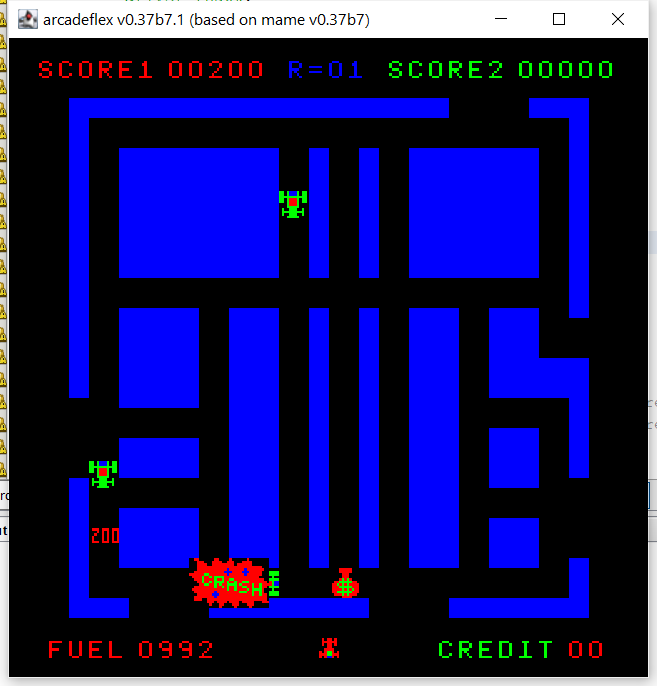 arcadeflex v0.37b7.1 (based on mame v0.37b7)
SCORE1 00200 R=01 SCORE2 00000
200
CRASH
$
FUEL 0992 CREDIT 00